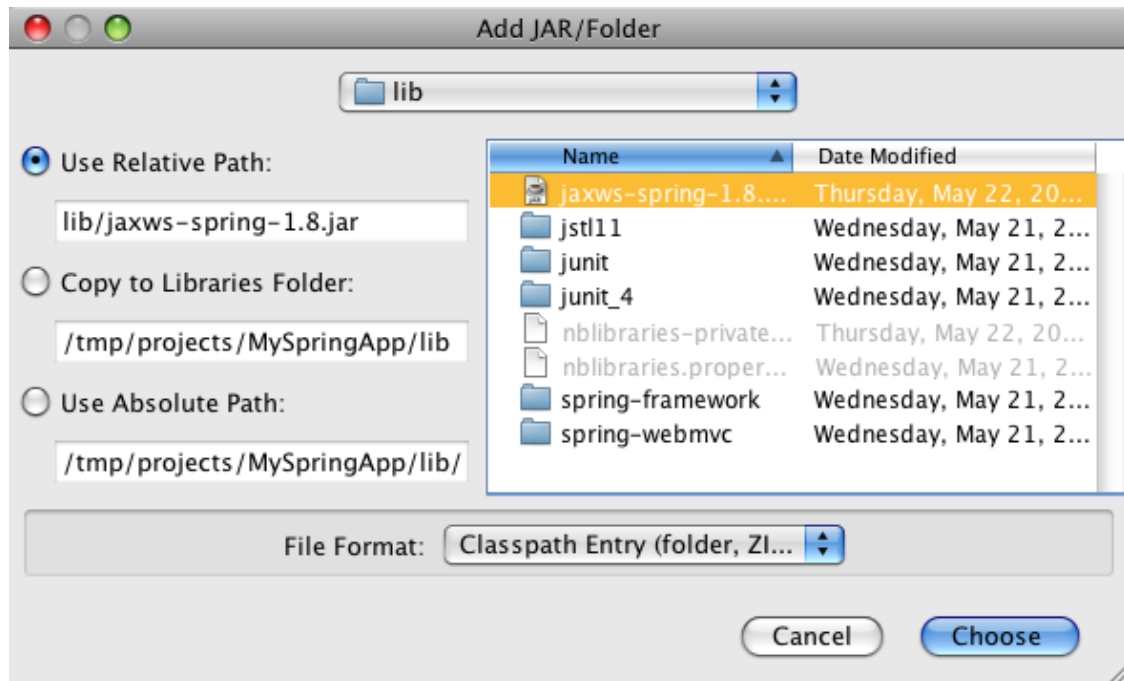 Add JAR/Folder
lib
Use Relative Path:
lib/jaxws-spring-1.8.jar
Copy to Libraries Folder:
/tmp/projects/MySpringApp/lib
Use Absolute Path:
/tmp/projects/MySpringApp/lib/
Name Date Modified
jaxws-spring-1.8.... Thursday, May 22, 20...
jstl11 Wednesday, May 21, 2...
junit Wednesday, May 21, 2...
junit_4 Wednesday, May 21, 2...
nblibraries-private... Thursday, May 22, 20...
nblibraries.proper... Wednesday, May 21, 2...
spring-framework Wednesday, May 21, 2...
spring-webmvc Wednesday, May 21, 2...
File Format: Classpath Entry (folder, ZI...
Cancel Choose